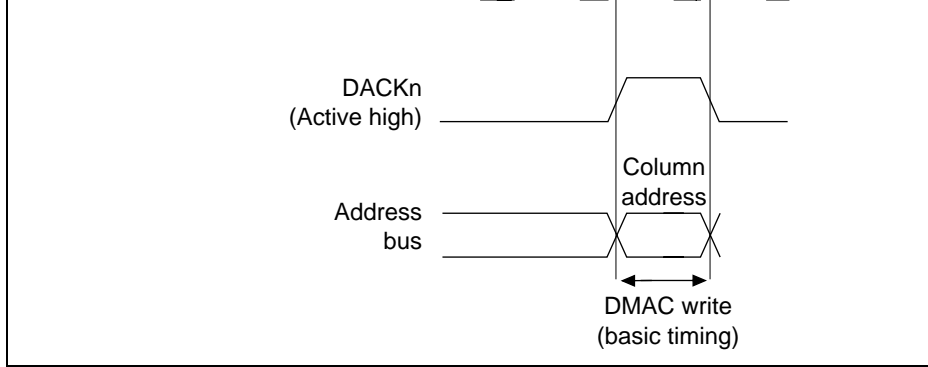 DACKn
(Active high)
Column
address
Address
bus
DMAC write
(basic timing)